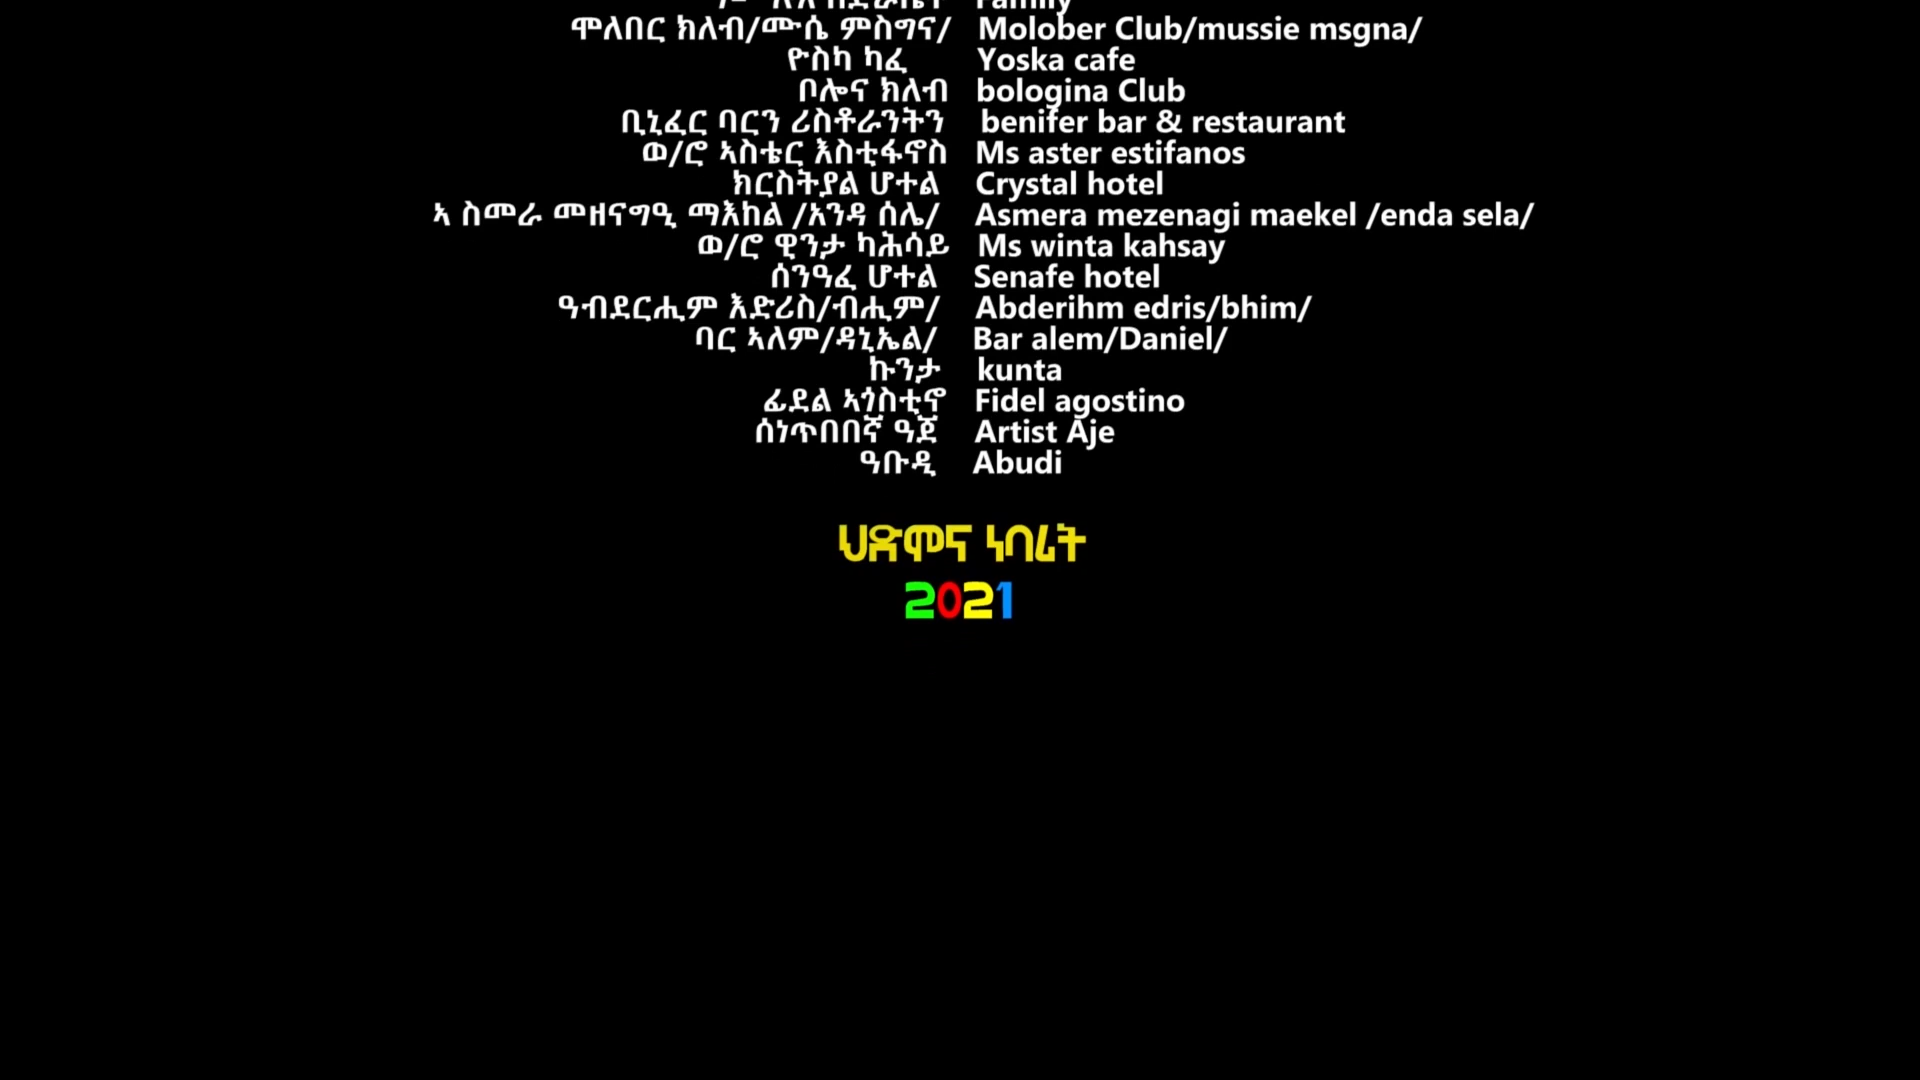 Family
ሞለበር ክለብ/ሙሴ ምስግና/ Molober Club/mussie msgna/
ዮስካ ካፈ Yoska cafe
ቦሎና ክለብ bologina Club
ቢኒፈር ባርን ሪስቶራንትን benifer bar & restaurant
ወ/ሮ ኣስቴር እስቲፋኖስ Ms aster estifanos
ክርስትያል ሆተል Crystal hotel
ኣ ስመራ መዘናግዒ ማእከል /እንዳ ሰሌ/ Asmera mezenagi maekel /enda sela/
ወ/ሮ ዊንታ ካሕሳይ Ms winta kahsay
ሰንዓፈ ሆተል Senafe hotel
ዓብደርሒም እድሪስ/ብሒም/ Abderihm edris/bhim/
ባር ኣለም/ዳኒኤል/ Bar alem/Daniel/
ኩንታ kunta
ፊደል ኣጎስቲኖ Fidel agostino
ሰነጥበበኛ ዓጀ Artist Aje
ዓቡዲ Abudi
ህድሞና ነባሪት
2021